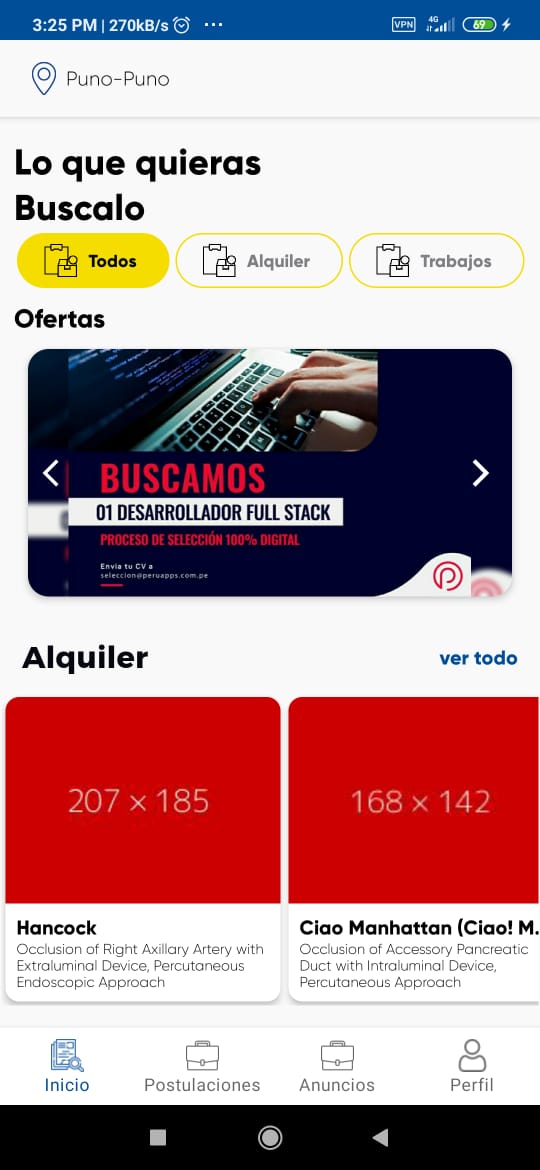 3:25 PM | 270kB/s
VPN 4G 69
Puno-Puno
Lo que quieras
Buscalo
Todos Alquiler Trabajos
Ofertas
BUSCAMOS
01 DESARROLLADOR FULL STACK
PROCESO DE SELECCIÓN 100% DIGITAL
Envía tu CV a
seleccion@peruapps.com.pe
Alquiler
ver todo
207 × 185
168 × 142
Hancock
Occlusion of Right Axillary Artery with
Extraluminal Device, Percutaneous
Endoscopic Approach
Ciao Manhattan (Ciao! M.
Occlusion of Accessory Pancreatic
Duct with Intraluminal Device,
Percutaneous Approach
Inicio Postulaciones Anuncios Perfil